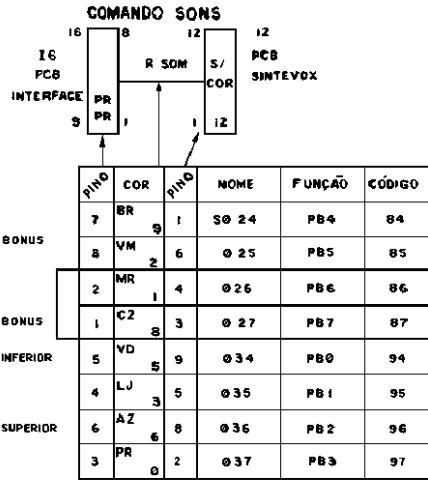 COMANDO SONS
16 8 12 12
I6 R SOM S/ PCB
PCB COR SINTEVOX
INTERFACE PR
PR
9 1 1 12
PINO COR PINO NOME FUNÇÃO CÓDIGO
7 BR 9 1 SØ 24 PB4 84
BONUS
8 VM 2 6 Ø 25 PB5 85
2 MR 1 4 Ø26 PB6 86
BONUS 1 CZ 8 3 Ø 27 PB7 87
INFERIOR 5 VD 5 9 Ø34 PBØ 94
4 LJ 3 5 Ø35 PB1 95
SUPERIOR 6 AZ 6 8 Ø36 PB2 96
3 PR Ø 2 Ø37 PB3 97